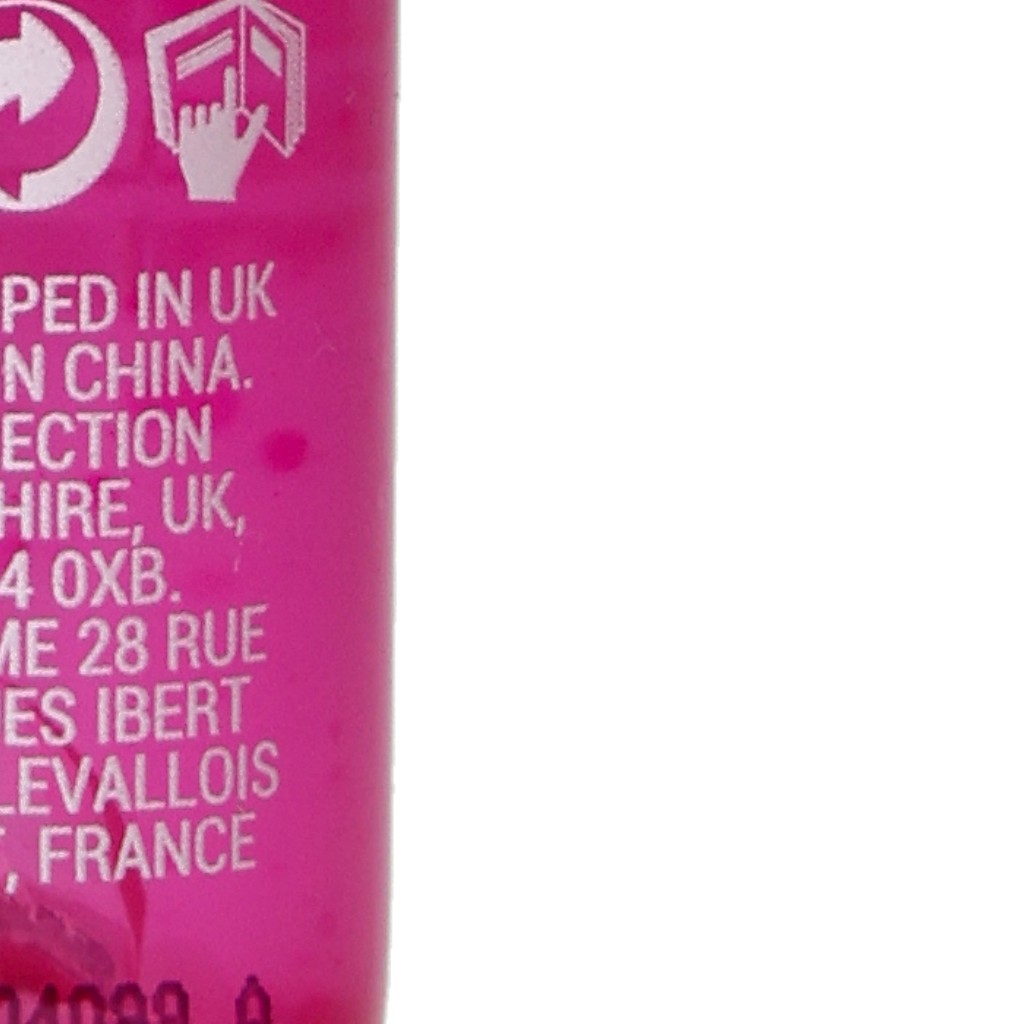 PED IN UK
N CHINA.
ECTION
HIRE, UK,
4 0XB.
ME 28 RUE
ES IBERT
LEVALLOIS
, FRANCE